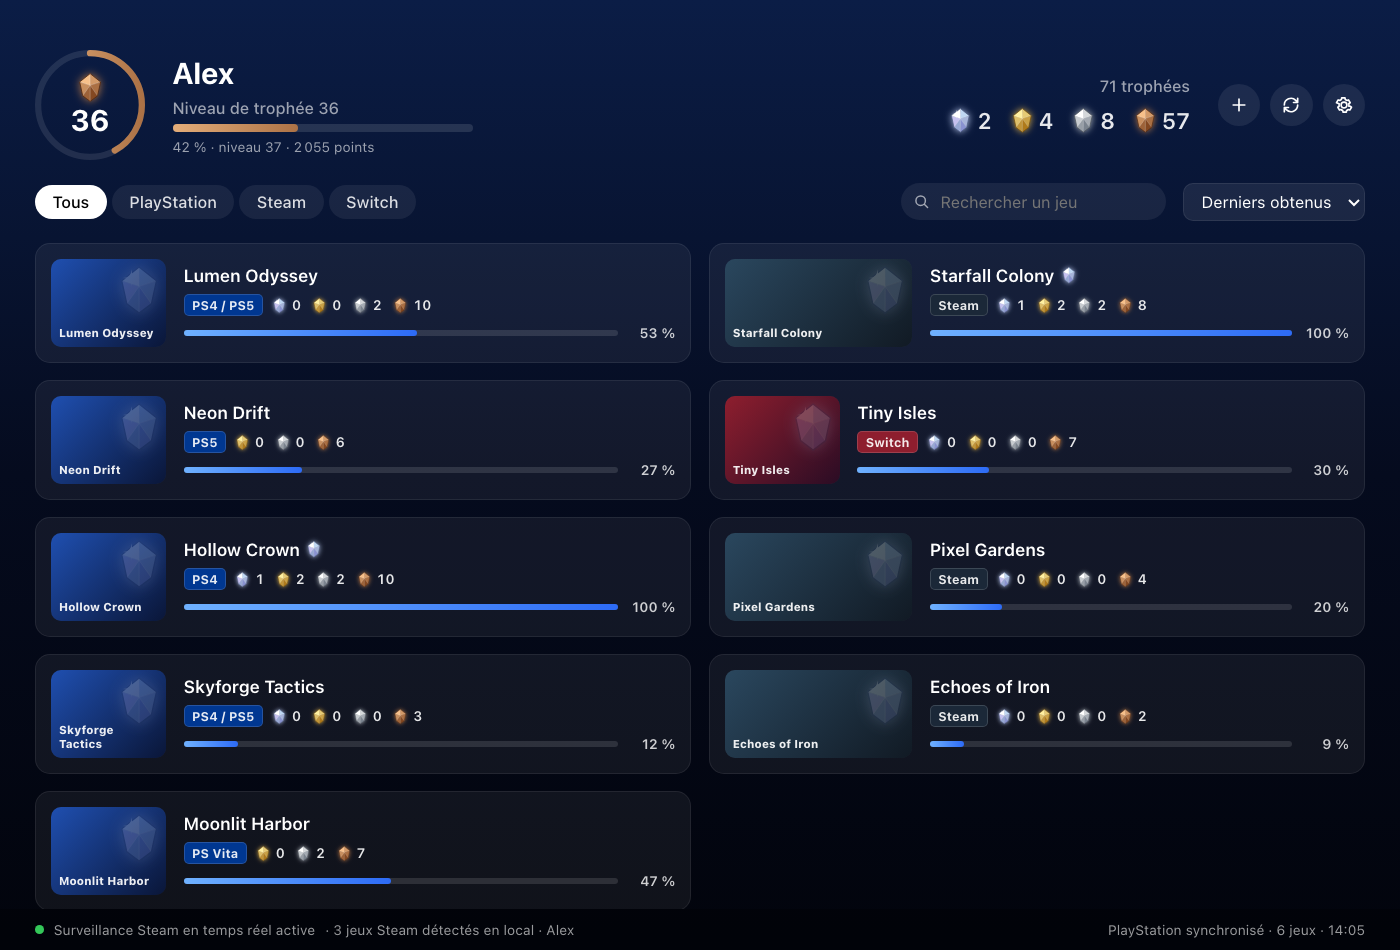 36
Alex
Niveau de trophée 36
42 % · niveau 37 · 2 055 points
71 trophées
2 4 8 57
Tous PlayStation Steam Switch
Rechercher un jeu
Derniers obtenus
Lumen Odyssey
Lumen Odyssey
PS4 / PS5 0 0 2 10
53 %
Starfall Colony
Starfall Colony
Steam 1 2 2 8
100 %
Neon Drift
Neon Drift
PS5 0 0 6
27 %
Tiny Isles
Tiny Isles
Switch 0 0 0 7
30 %
Hollow Crown
Hollow Crown
PS4 1 2 2 10
100 %
Pixel Gardens
Pixel Gardens
Steam 0 0 0 4
20 %
Skyforge
Tactics
Skyforge Tactics
PS4 / PS5 0 0 0 3
12 %
Echoes of Iron
Echoes of Iron
Steam 0 0 0 2
9 %
Moonlit Harbor
Moonlit Harbor
PS Vita 0 2 7
47 %
Surveillance Steam en temps réel active · 3 jeux Steam détectés en local · Alex
PlayStation synchronisé · 6 jeux · 14:05